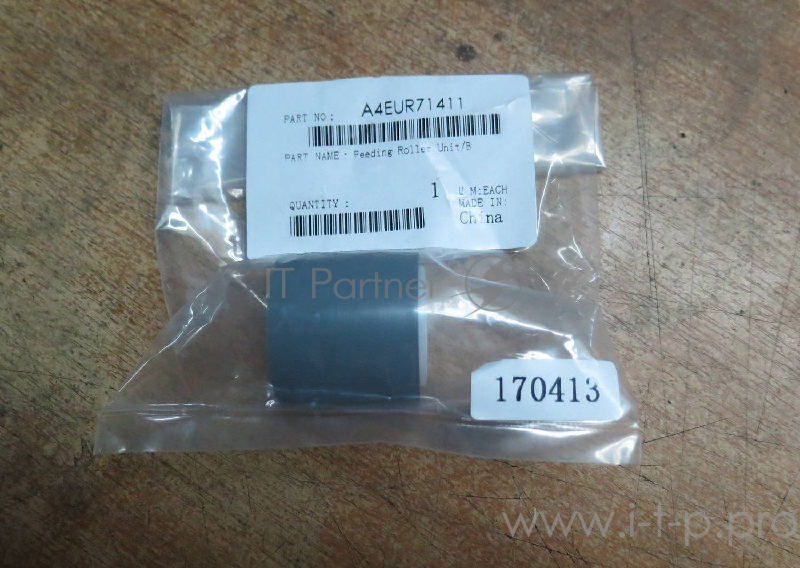 PART NO: A4EUR71411
PART NAME: Feeding Roller Unit/B
1 U M:EACH
QUANTITY : MADE IN:
China
IT Partner
170413
www.i-t-p.pro